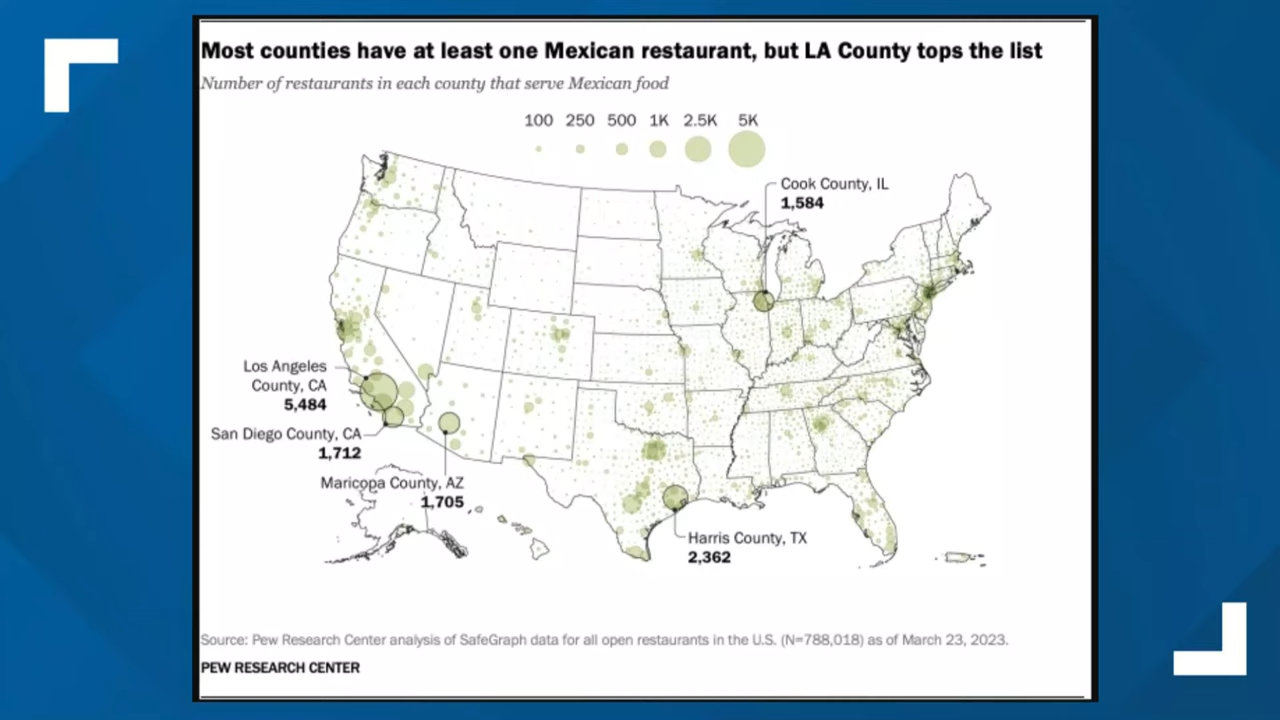 Most counties have at least one Mexican restaurant, but LA County tops the list
Number of restaurants in each county that serve Mexican food
100 250 500 1K 2.5K 5K
Cook County, IL
1,584
Los Angeles
County, CA
5,484
San Diego County, CA
1,712
Maricopa County, AZ
1,705
Harris County, TX
2,362
Source: Pew Research Center analysis of SafeGraph data for all open restaurants in the U.S. (N=788,018) as of March 23, 2023.
PEW RESEARCH CENTER